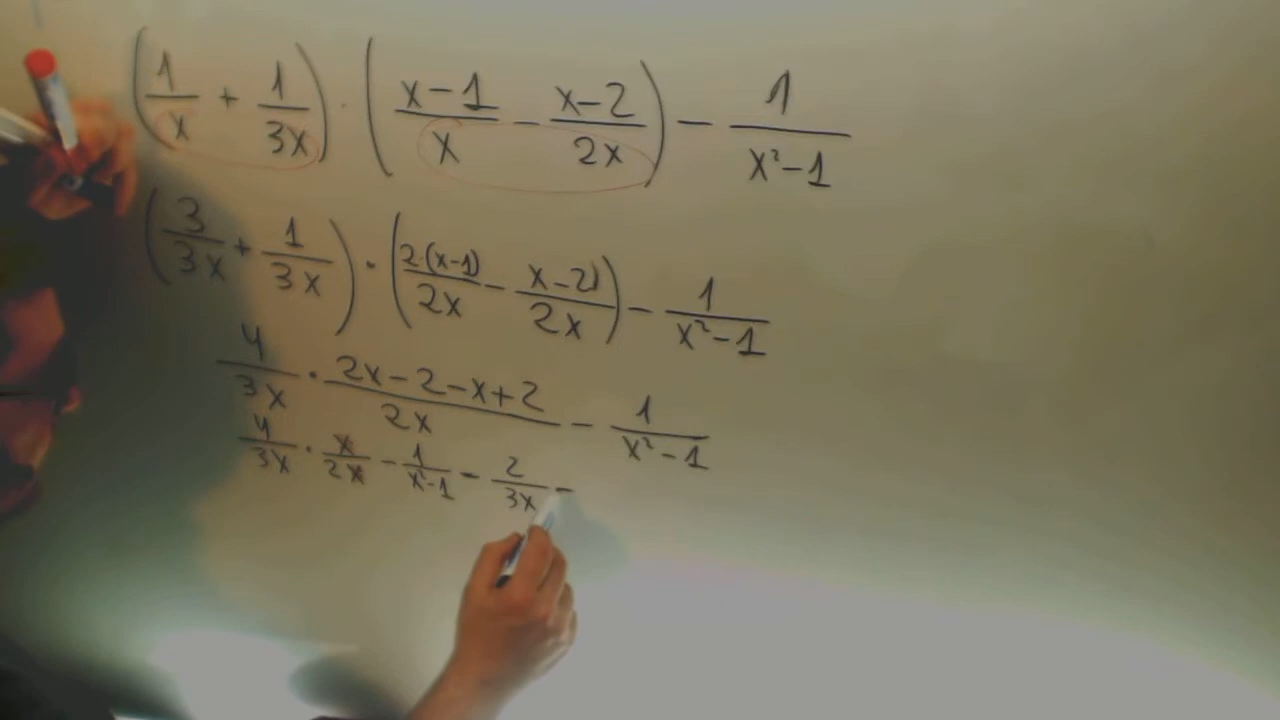 (1/x + 1/3x) · (x-1/x - x-2/2x) - 1/x²-1
(3/3x + 1/3x) · (2·(x-1)/2x - x-2)/2x) - 1/x²-1
4/3x · 2x-2-x+2/2x - 1/x²-1
4/3x · x/2x - 1/x²-1 - 2/3x -